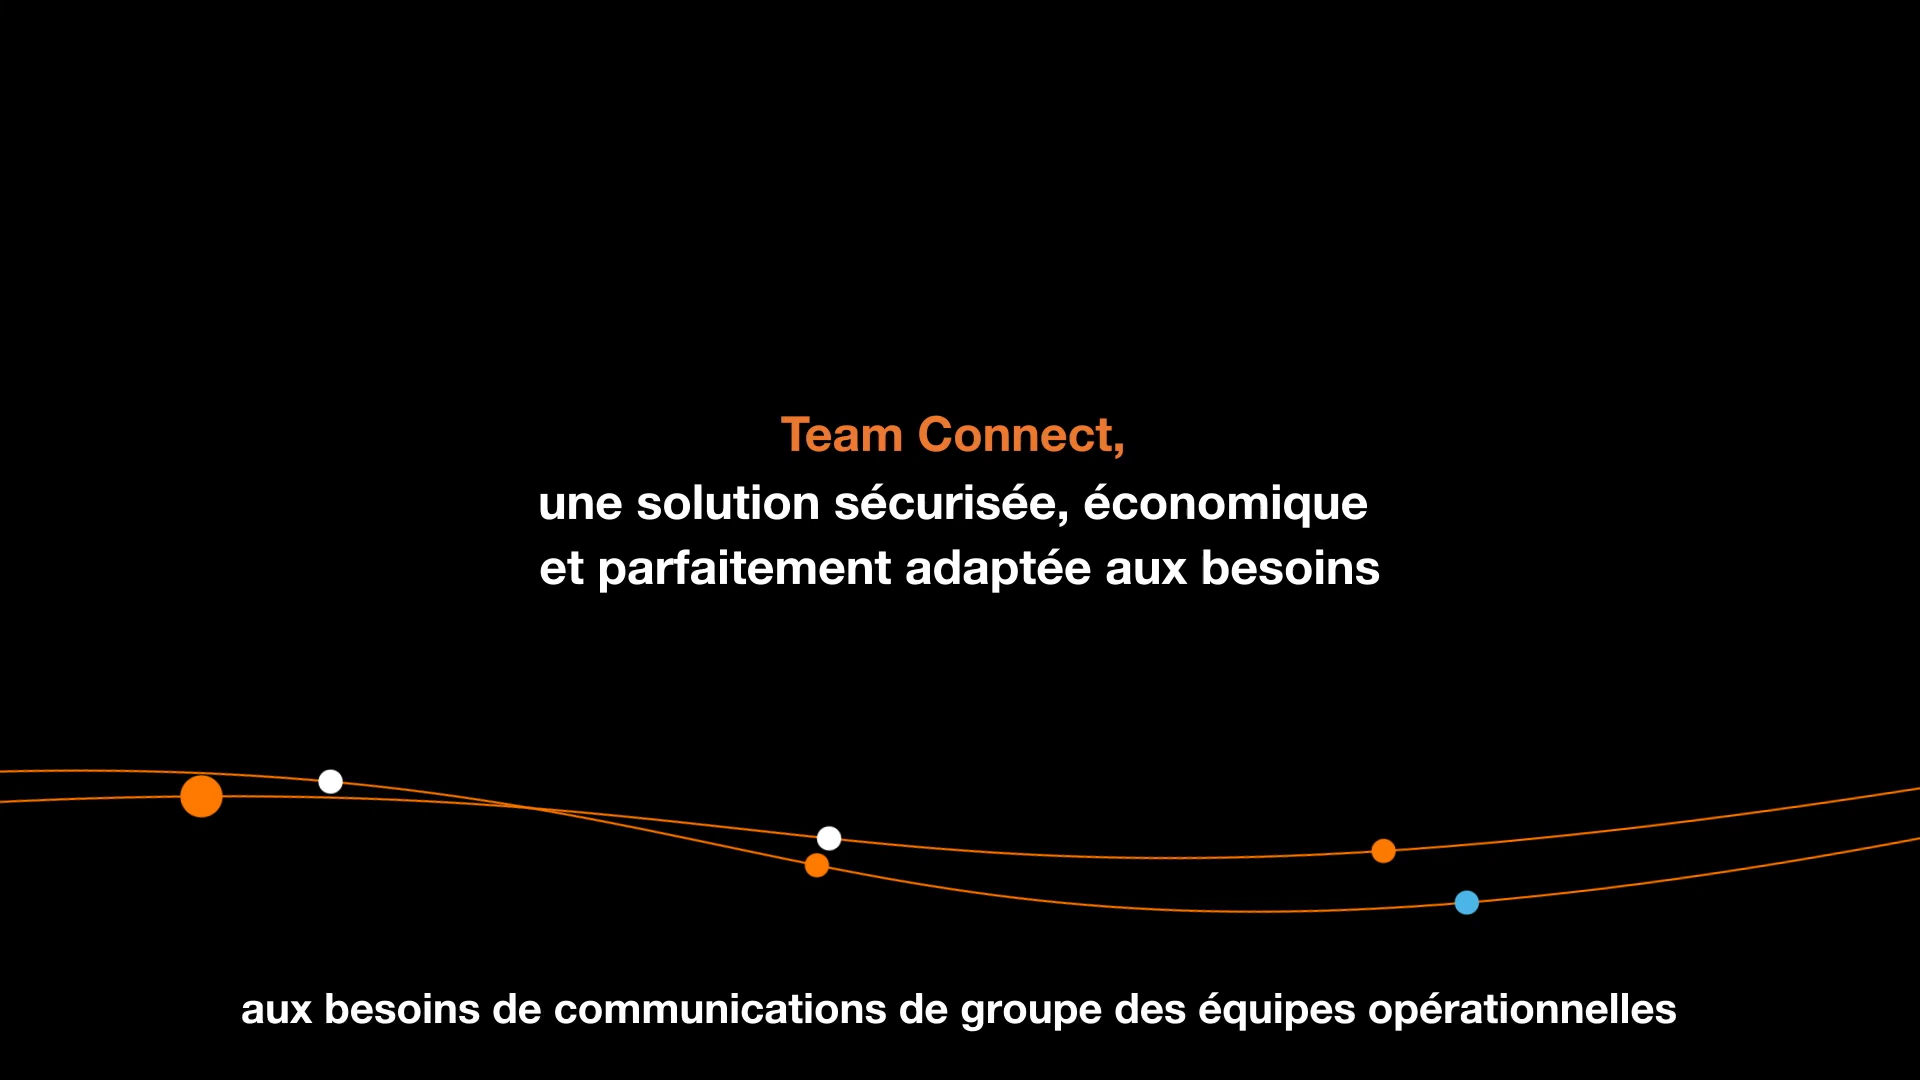 Team Connect,
une solution sécurisée, économique
et parfaitement adaptée aux besoins
aux besoins de communications de groupe des équipes opérationnelles